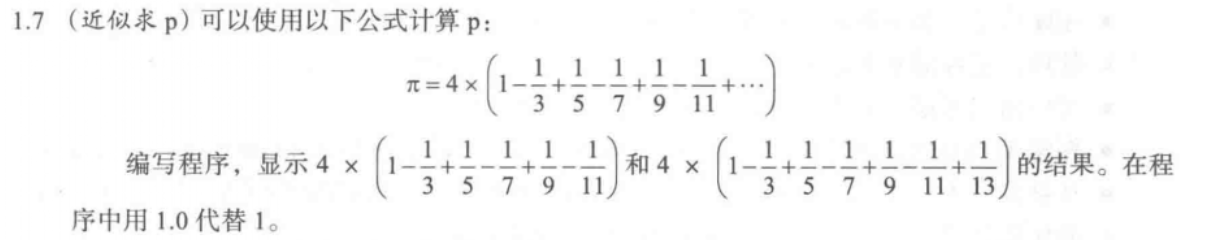 1.7 （近似求 p）可以使用以下公式计算 p：
π = 4 × (1 − 1/3 + 1/5 − 1/7 + 1/9 − 1/11 + ⋯)
编写程序，显示 4 × (1 − 1/3 + 1/5 − 1/7 + 1/9 − 1/11) 和 4 × (1 − 1/3 + 1/5 − 1/7 + 1/9 − 1/11 + 1/13) 的结果。在程
序中用 1.0 代替 1。